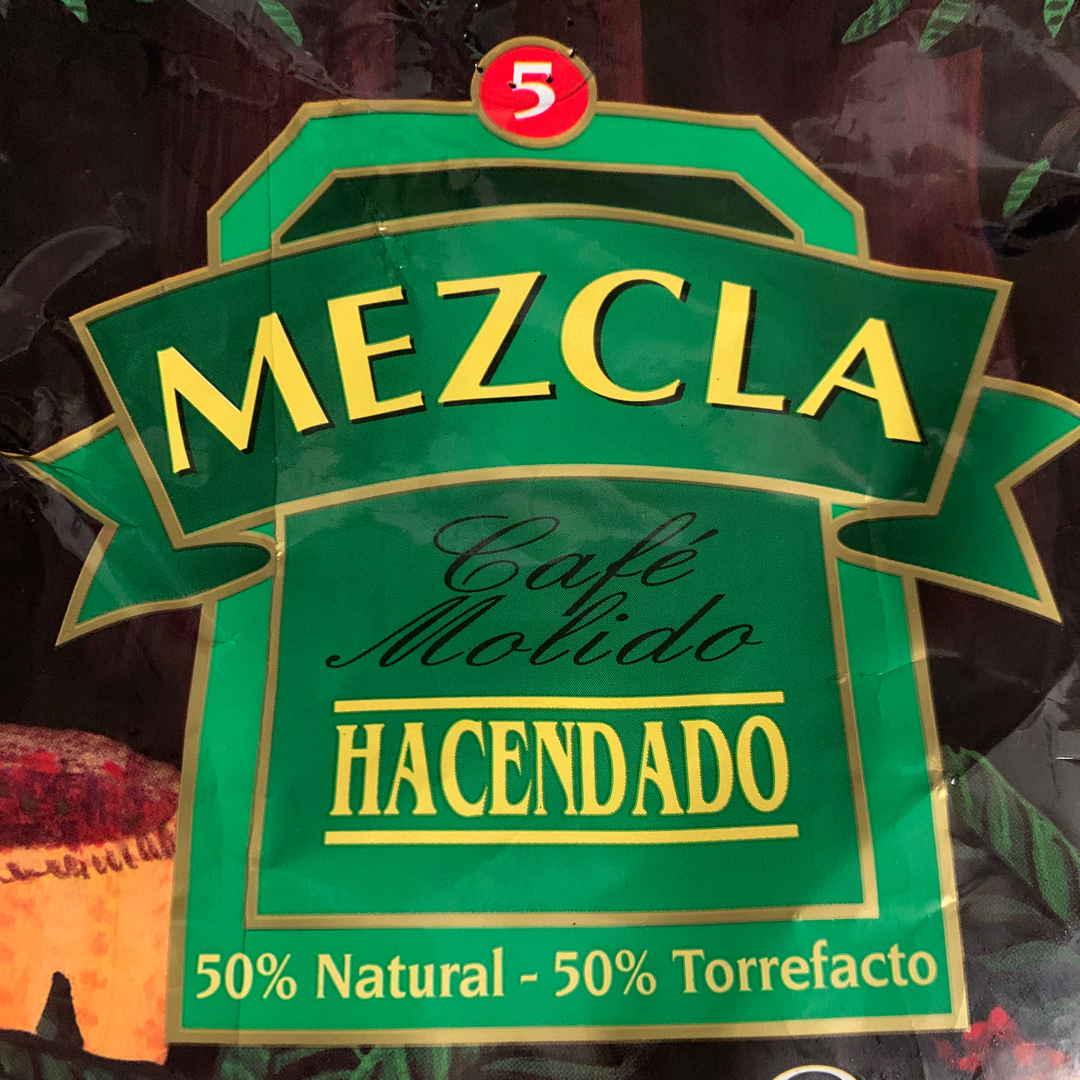 5
MEZCLA
Café
Molido
HACENDADO
50% Natural - 50% Torrefacto